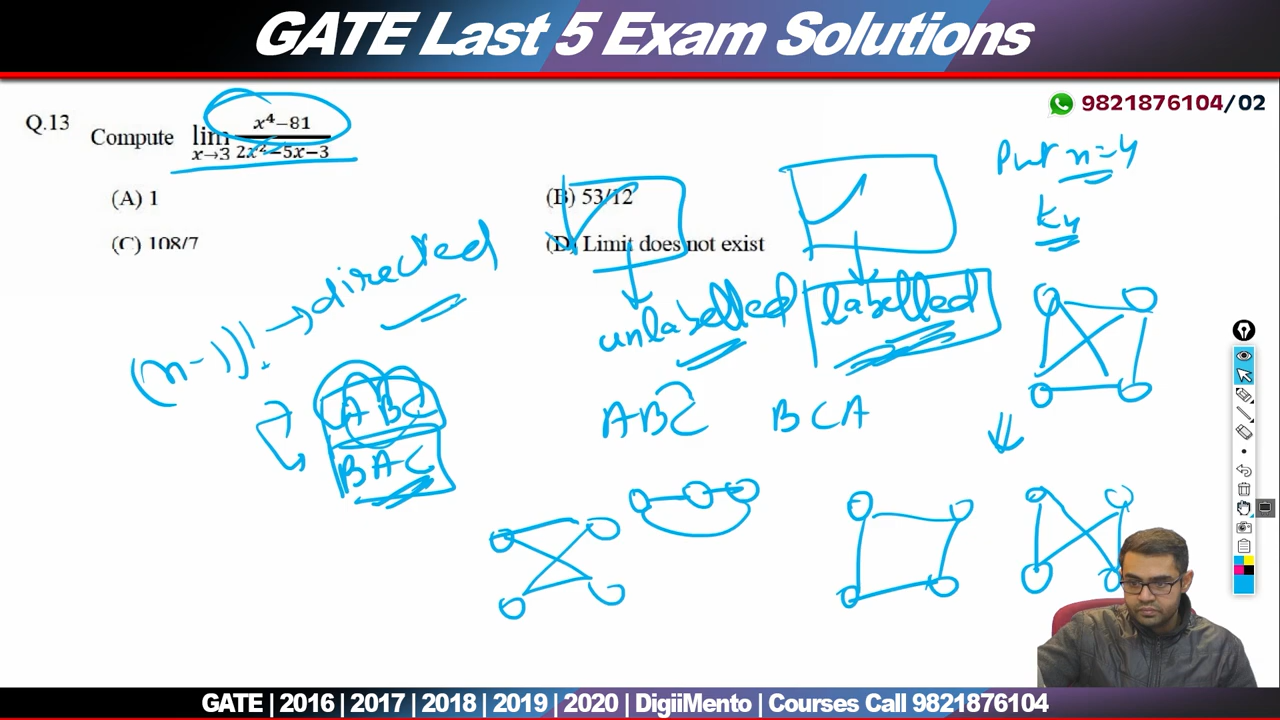 GATE Last 5 Exam Solutions
9821876104/02
Q.13 Compute lim x→3 x⁴−81 / 2x²−5x−3
(A) 1
(B) 53/12
(C) 108/7
(D) Limit does not exist
Put n=4
K4
(n-1)! → directed
unlabelled
labelled
ABC
BAC
ABC
BCA
GATE | 2016 | 2017 | 2018 | 2019 | 2020 | DigiiMento | Courses Call 9821876104